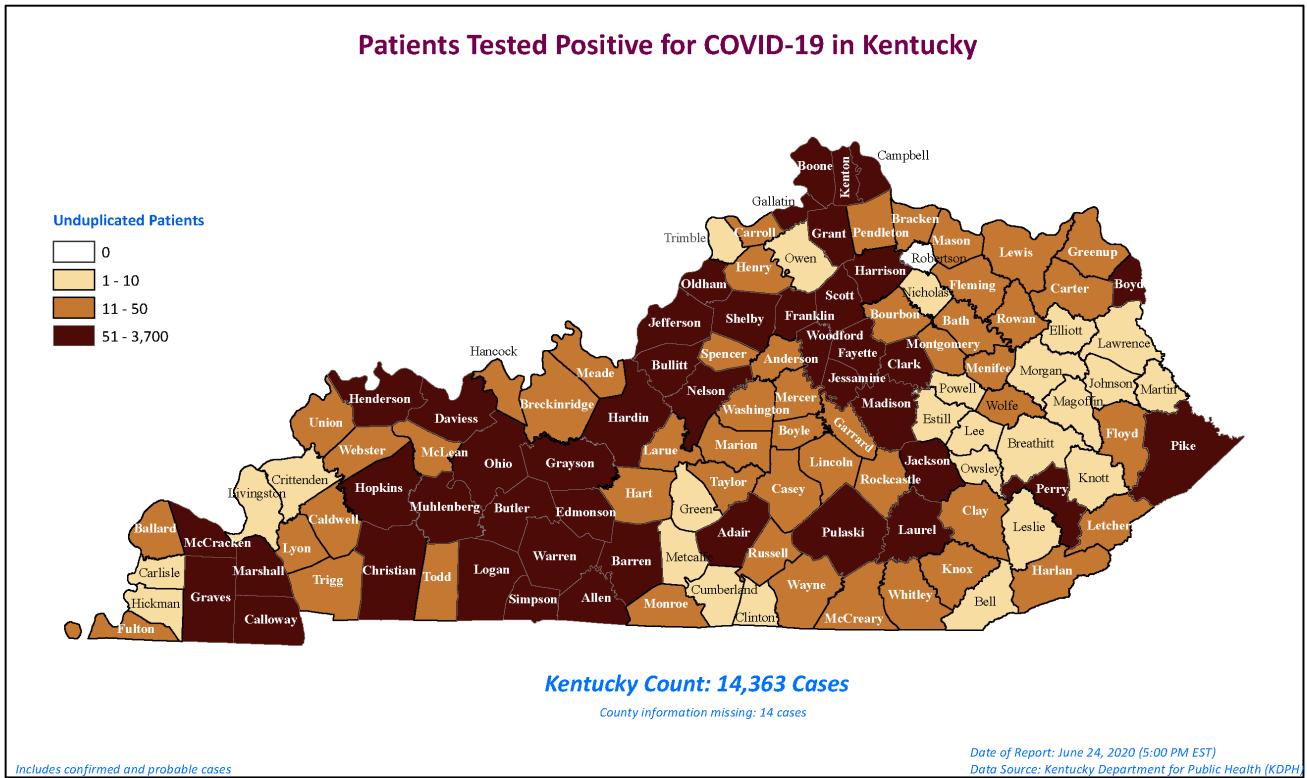 Patients Tested Positive for COVID-19 in Kentucky
Unduplicated Patients
0
1 - 10
11 - 50
51 - 3,700
Boone
Kenton
Campbell
Gallatin
Trimble
Carroll
Grant
Pendleton
Bracken
Mason
Owen
Robertson
Lewis
Greenup
Henry
Harrison
Oldham
Nicholas
Fleming
Carter
Boyd
Scott
Jefferson
Shelby
Franklin
Bourbon
Bath
Rowan
Elliott
Lawrence
Woodford
Fayette
Montgomery
Hancock
Spencer
Anderson
Bullitt
Clark
Menifee
Morgan
Meade
Jessamine
Johnson
Martin
Nelson
Powell
Henderson
Breckinridge
Mercer
Madison
Wolfe
Magoffin
Daviess
Hardin
Washington
Union
Estill
Garrard
Boyle
Lee
Floyd
Breathitt
Pike
Webster
McLean
Larue
Marion
Ohio
Grayson
Lincoln
Jackson
Owsley
Crittenden
Taylor
Rockcastle
Knott
Hopkins
Casey
Perry
Livingston
Hart
Muhlenberg
Butler
Edmonson
Green
Clay
Caldwell
Leslie
Letcher
Ballard
Adair
Pulaski
Laurel
McCracken
Lyon
Warren
Metcalfe
Russell
Barren
Carlisle
Marshall
Christian
Logan
Knox
Harlan
Trigg
Todd
Wayne
Cumberland
Graves
Whitley
Simpson
Allen
Hickman
Monroe
Bell
Calloway
Clinton
McCreary
Fulton
Kentucky Count: 14,363 Cases
County information missing: 14 cases
Date of Report: June 24, 2020 (5:00 PM EST)
Includes confirmed and probable cases
Data Source: Kentucky Department for Public Health (KDPH)